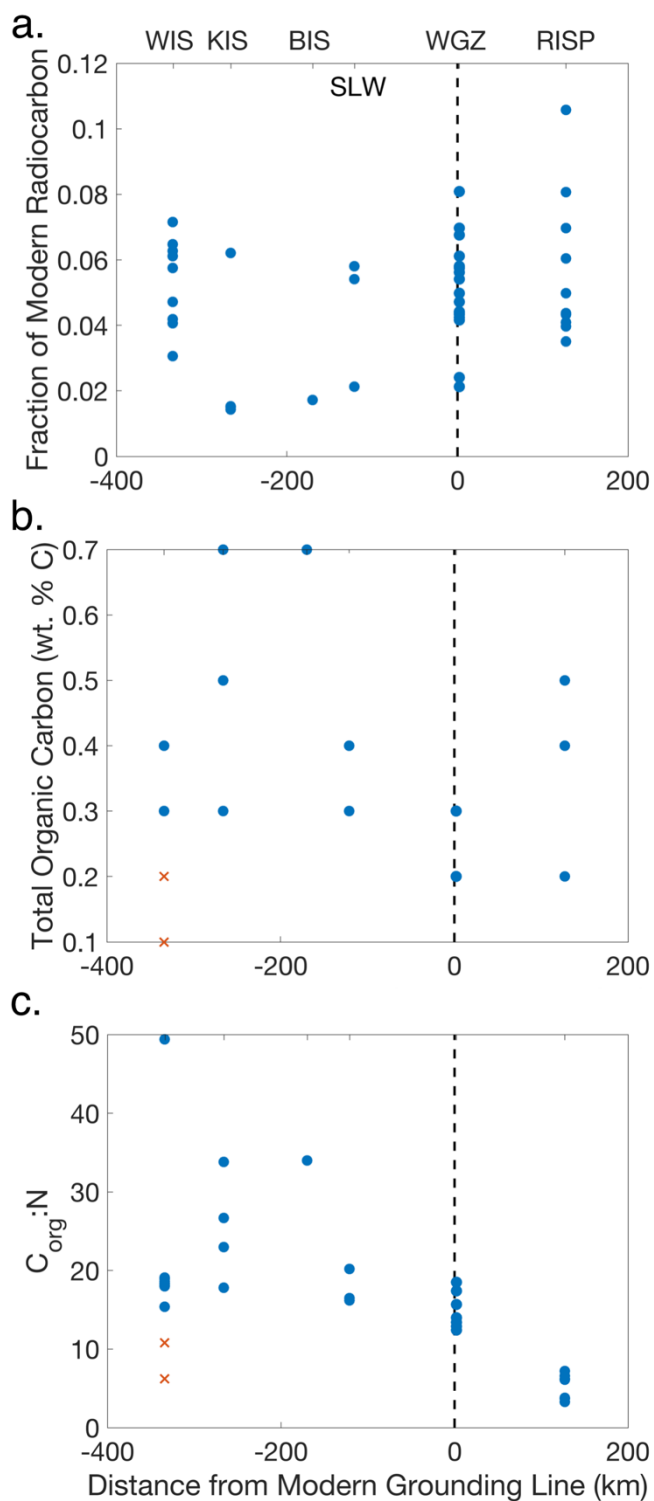 a.
WIS KIS BIS WGZ RISP
SLW
0.12
0.1
0.08
0.06
0.04
0.02
0
-400 -200 0 200
Fraction of Modern Radiocarbon
b.
0.7
0.6
0.5
0.4
0.3
0.2
0.1
-400 -200 0 200
Total Organic Carbon (wt. % C)
c.
50
40
30
20
10
0
-400 -200 0 200
Corg:N
Distance from Modern Grounding Line (km)